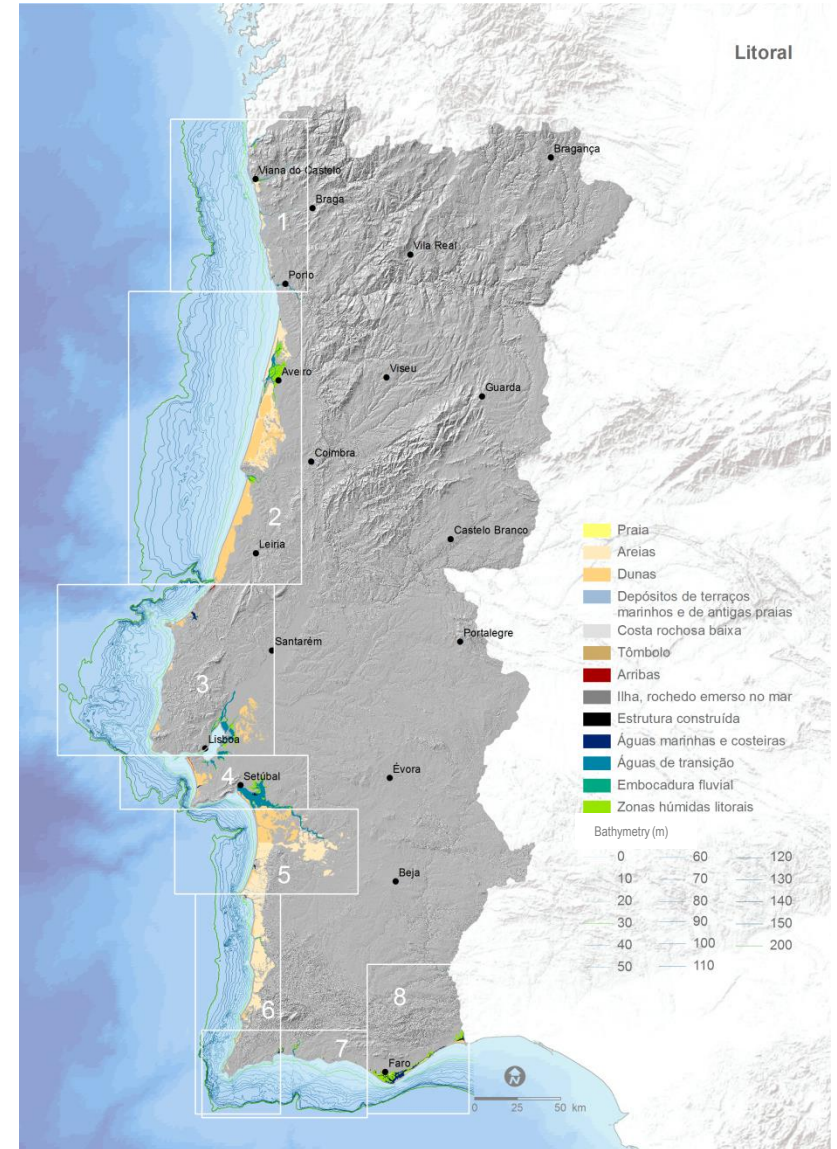 Litoral
Bragança
Viana do Castelo
Braga
1
Vila Real
Porto
Aveiro
Viseu
Guarda
Coimbra
2
Castelo Branco
Leiria
Santarém
Portalegre
3
Lisboa
4
Setúbal
Évora
5
Beja
8
6
7
Faro
N
0 25 50 km
Praia
Areias
Dunas
Depósitos de terraços
marinhos e de antigas praias
Costa rochosa baixa
Tômbolo
Arribas
Ilha, rochedo emerso no mar
Estrutura construída
Águas marinhas e costeiras
Águas de transição
Embocadura fluvial
Zonas húmidas litorais
Bathymetry (m)
0 60 120
10 70 130
20 80 140
30 90 150
40 100 200
50 110